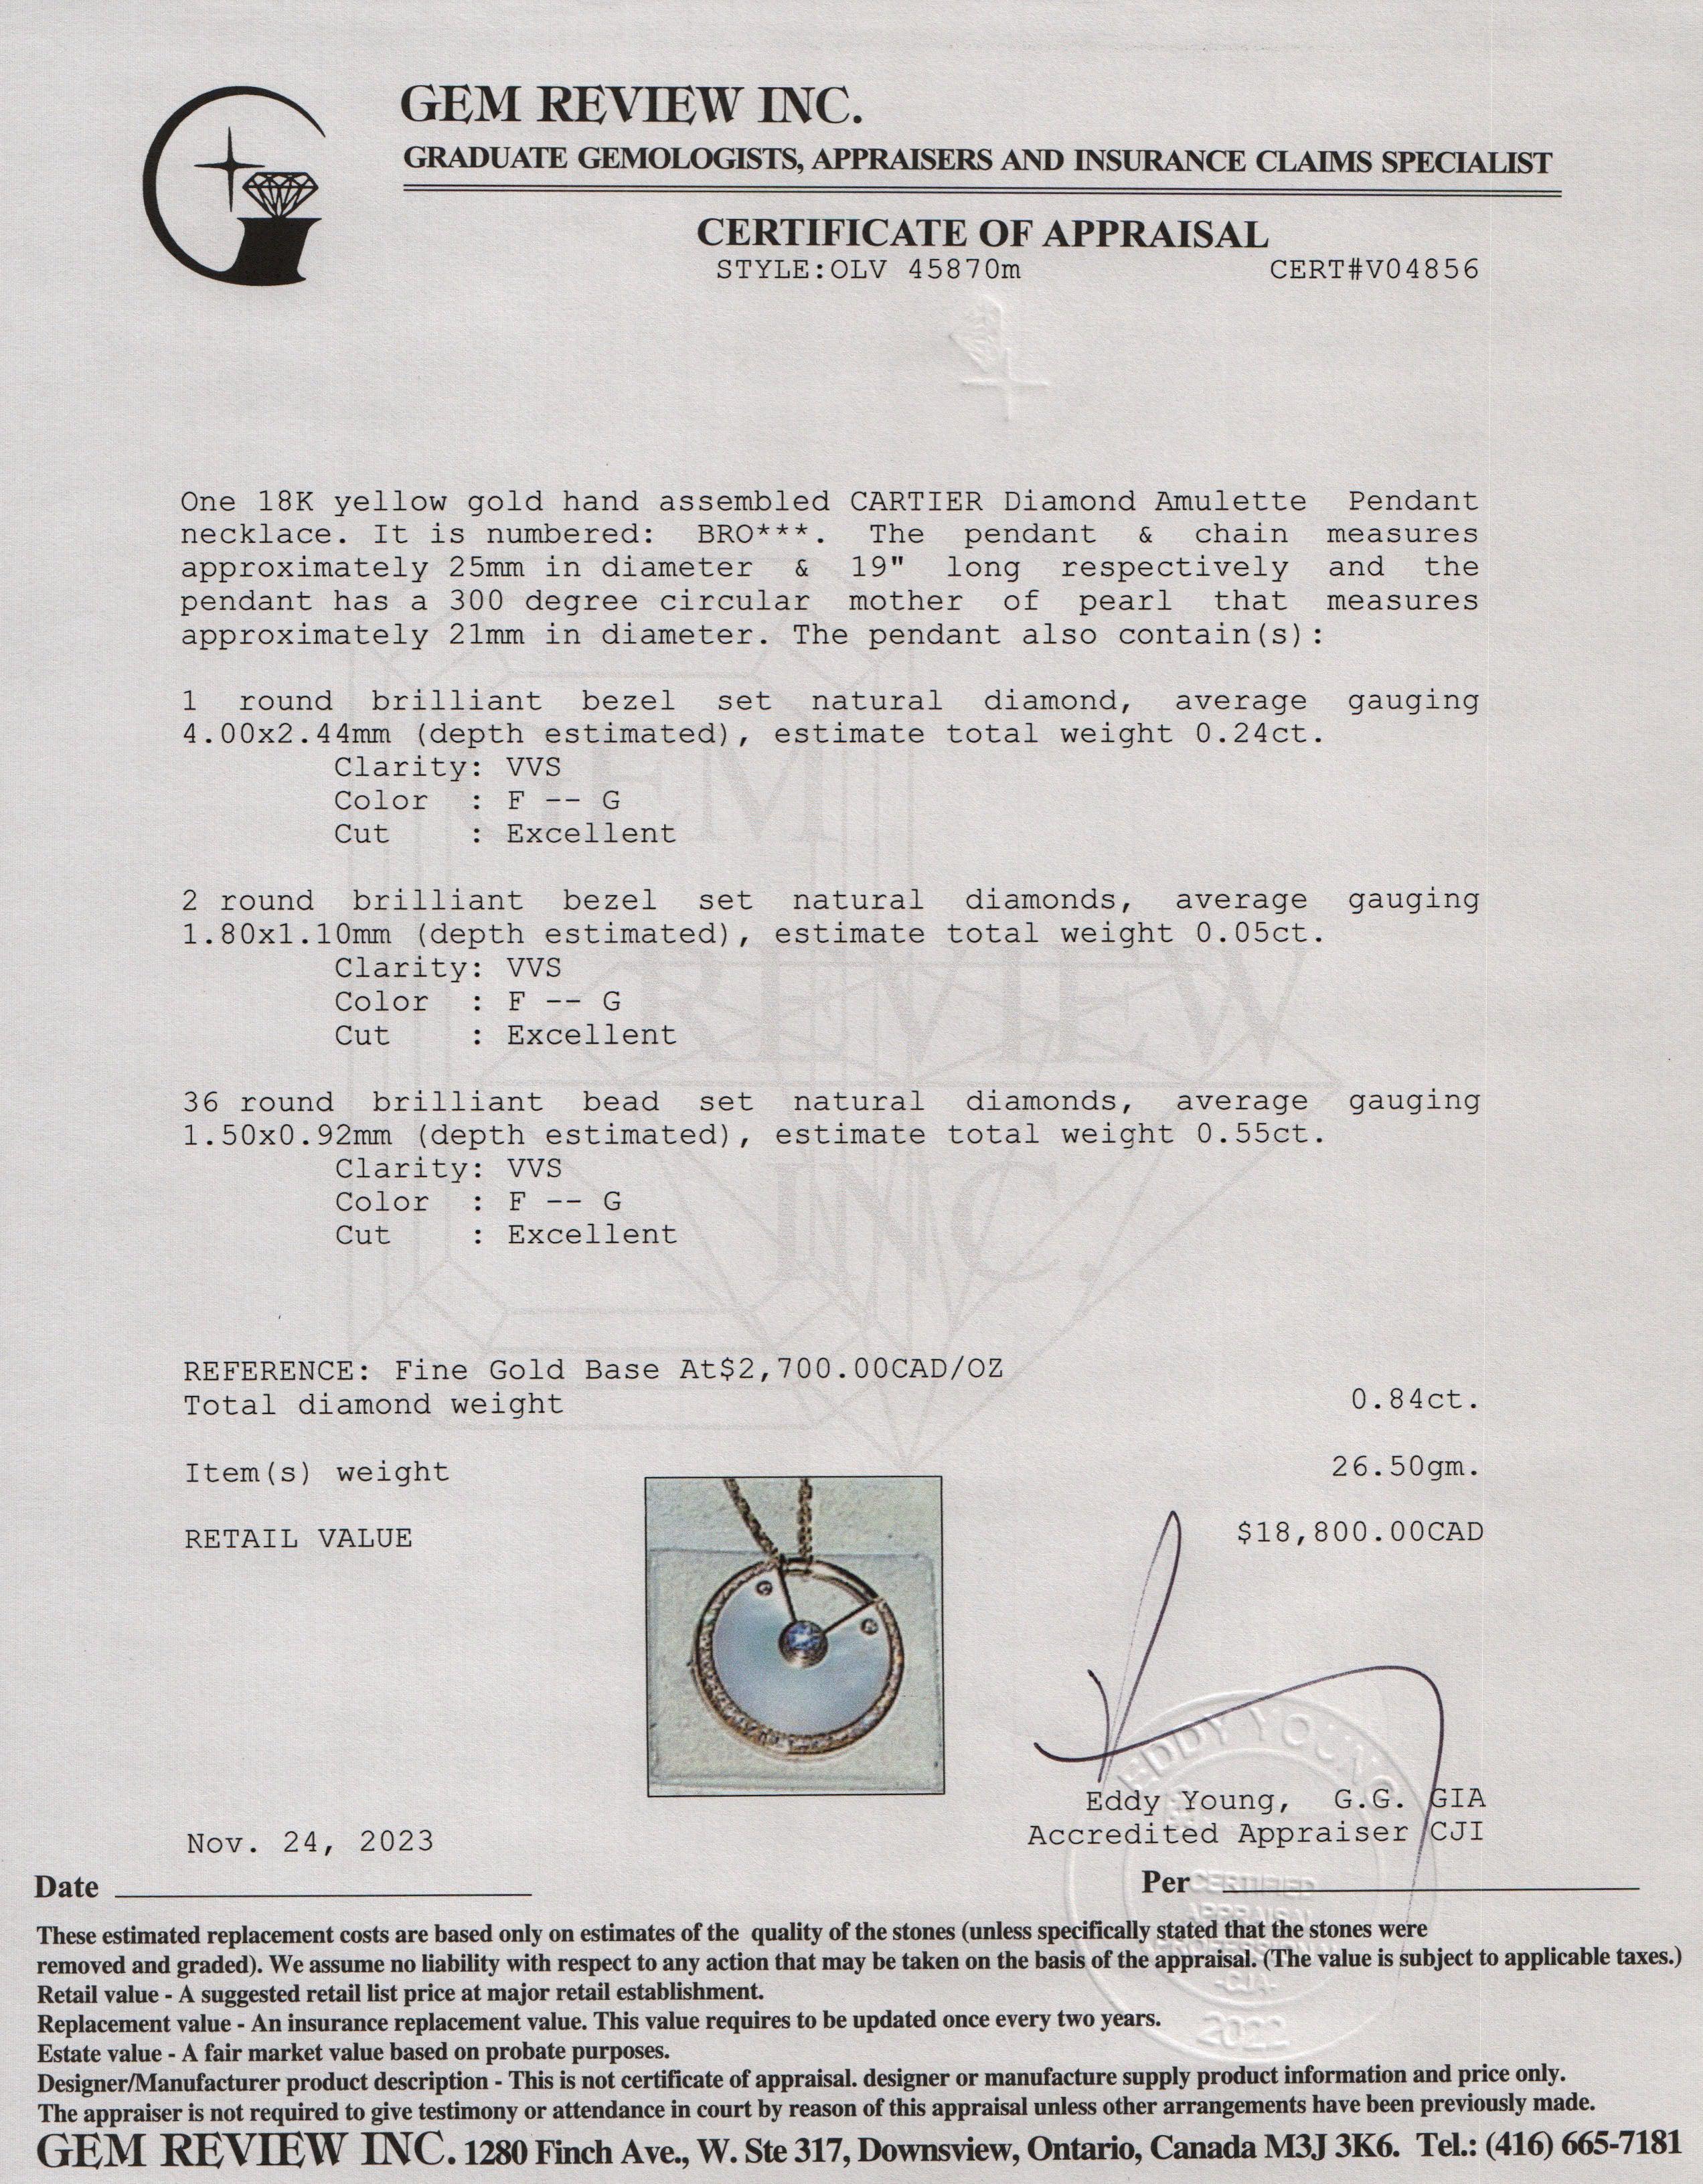 GEM REVIEW INC.
GRADUATE GEMOLOGISTS, APPRAISERS AND INSURANCE CLAIMS SPECIALIST
CERTIFICATE OF APPRAISAL
STYLE:OLV 45870m CERT#V04856
One 18K yellow gold hand assembled CARTIER Diamond Amulette Pendant
necklace. It is numbered: BRO***. The pendant & chain measures
approximately 25mm in diameter & 19" long respectively and the
pendant has a 300 degree circular mother of pearl that measures
approximately 21mm in diameter. The pendant also contain(s):
1 round brilliant bezel set natural diamond, average gauging
4.00x2.44mm (depth estimated), estimate total weight 0.24ct.
Clarity: VVS
Color : F -- G
Cut : Excellent
2 round brilliant bezel set natural diamonds, average gauging
1.80x1.10mm (depth estimated), estimate total weight 0.05ct.
Clarity: VVS
Color : F -- G
Cut : Excellent
36 round brilliant bead set natural diamonds, average gauging
1.50x0.92mm (depth estimated), estimate total weight 0.55ct.
Clarity: VVS
Color : F -- G
Cut : Excellent
GEM
REVIEW
INC.
REFERENCE: Fine Gold Base At$2,700.00CAD/OZ
Total diamond weight 0.84ct.
Item(s) weight 26.50gm.
RETAIL VALUE $18,800.00CAD
EDDY YOUNG
Eddy Young, G.G. GIA
Accredited Appraiser CJI
Nov. 24, 2023
Date
Per
CERTIFIED
APPRAISAL
PROFESSIONAL
-CJA-
2022
These estimated replacement costs are based only on estimates of the quality of the stones (unless specifically stated that the stones were
removed and graded). We assume no liability with respect to any action that may be taken on the basis of the appraisal. (The value is subject to applicable taxes.)
Retail value - A suggested retail list price at major retail establishment.
Replacement value - An insurance replacement value. This value requires to be updated once every two years.
Estate value - A fair market value based on probate purposes.
Designer/Manufacturer product description - This is not certificate of appraisal. designer or manufacture supply product information and price only.
The appraiser is not required to give testimony or attendance in court by reason of this appraisal unless other arrangements have been previously made.
GEM REVIEW INC. 1280 Finch Ave., W. Ste 317, Downsview, Ontario, Canada M3J 3K6. Tel.: (416) 665-7181